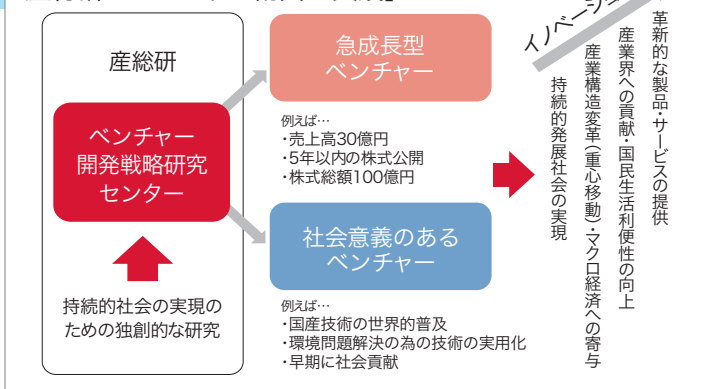 産総研
ベンチャー
開発戦略研究
センター
持続的社会の実現の
ための独創的な研究
急成長型
ベンチャー
例えば…
・売上高30億円
・5年以内の株式公開
・株式総額100億円
社会意義のある
ベンチャー
例えば…
・国産技術の世界的普及
・環境問題解決の為の技術の実用化
・早期に社会貢献
革新的な製品・サービスの提供
産業界への貢献・国民生活利便性の向上
産業構造変革(重心移動)・マクロ経済への寄与
持続的発展社会の実現